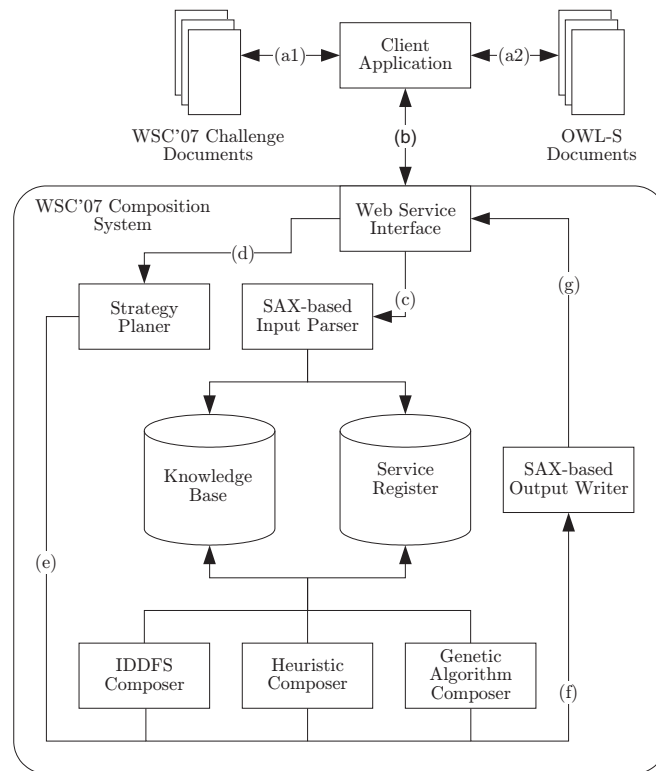 (a1)
Client
Application
(a2)
WSC'07 Challenge
Documents
(b)
OWL-S
Documents
WSC'07 Composition
System
Web Service
Interface
(d)
(c)
(g)
Strategy
Planer
SAX-based
Input Parser
Knowledge
Base
Service
Register
SAX-based
Output Writer
(e)
IDDFS
Composer
Heuristic
Composer
Genetic
Algorithm
Composer
(f)